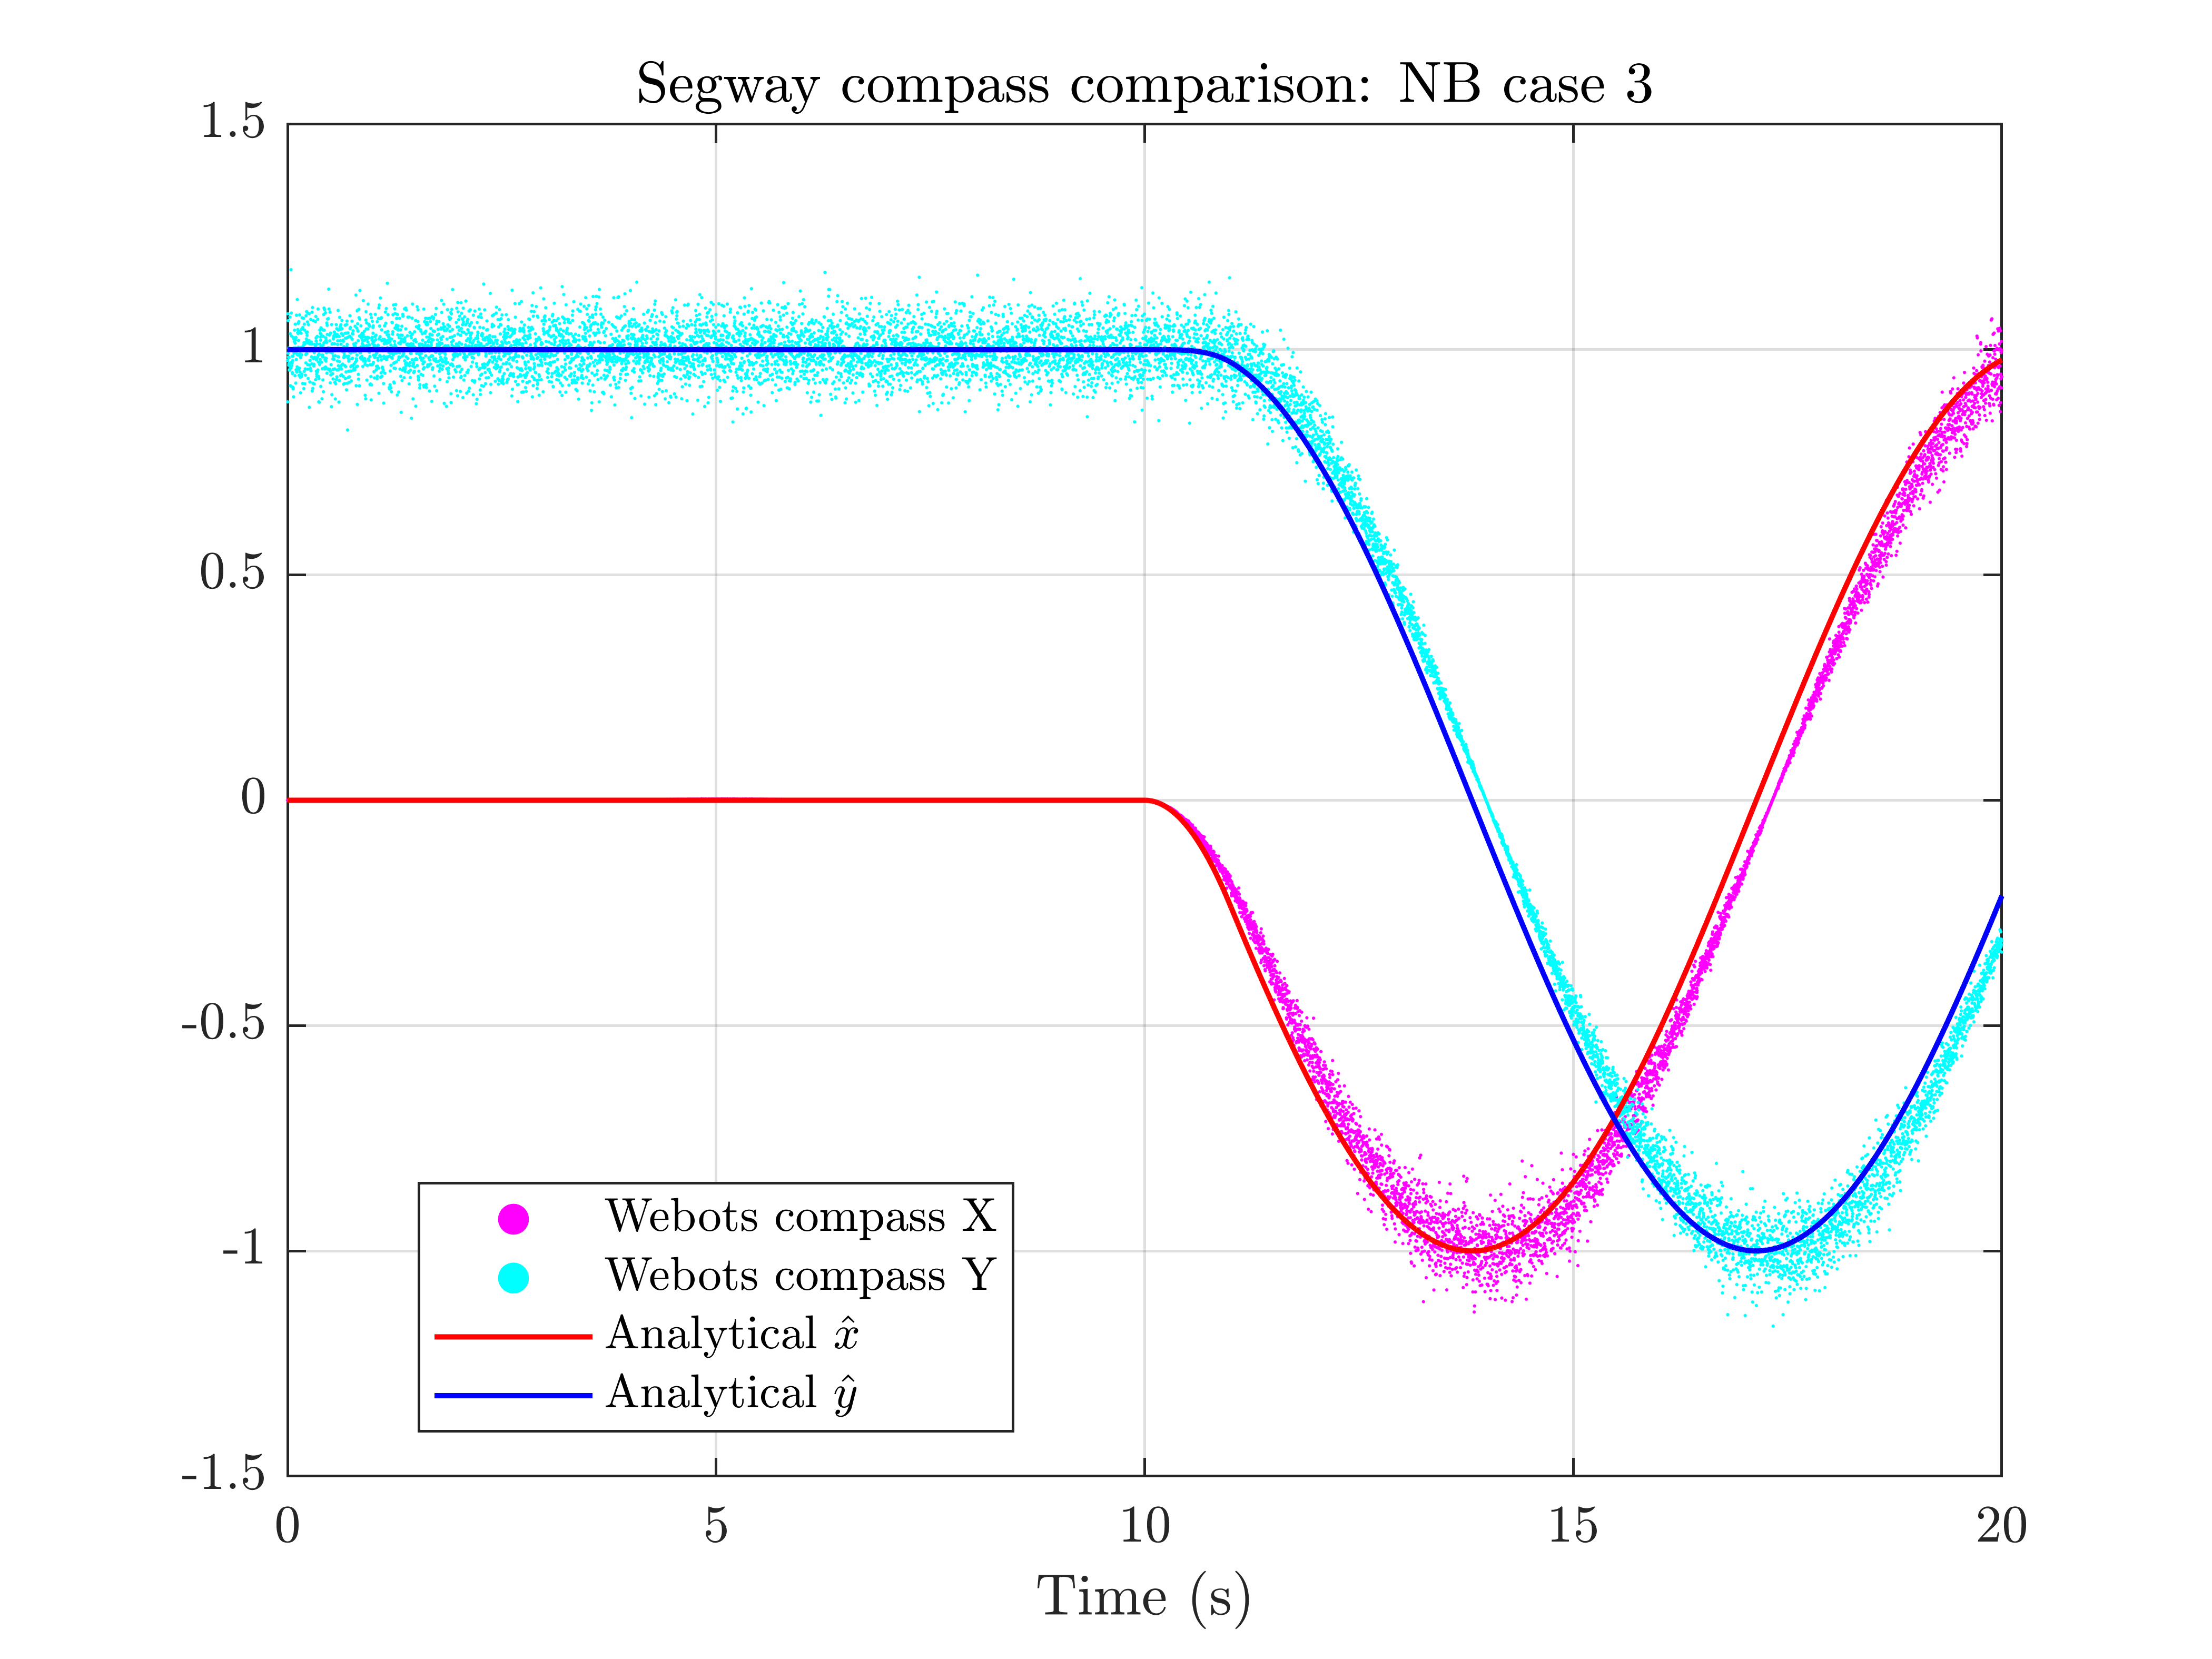 Segway compass comparison: NB case 3
1.5
1
0.5
0
-0.5
-1
-1.5
Webots compass X
Webots compass Y
Analytical x̂
Analytical ŷ
0 5 10 15 20
Time (s)